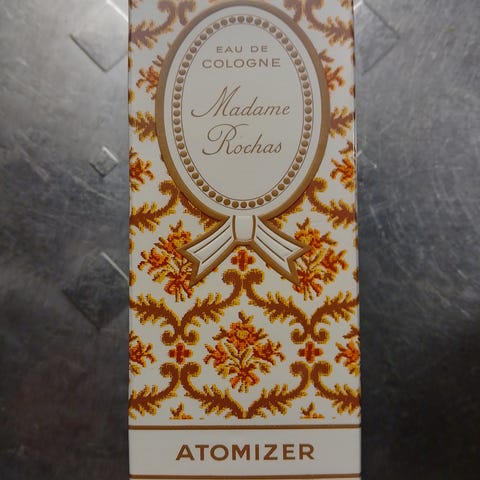 EAU DE
COLOGNE
Madame
Rochas
ATOMIZER